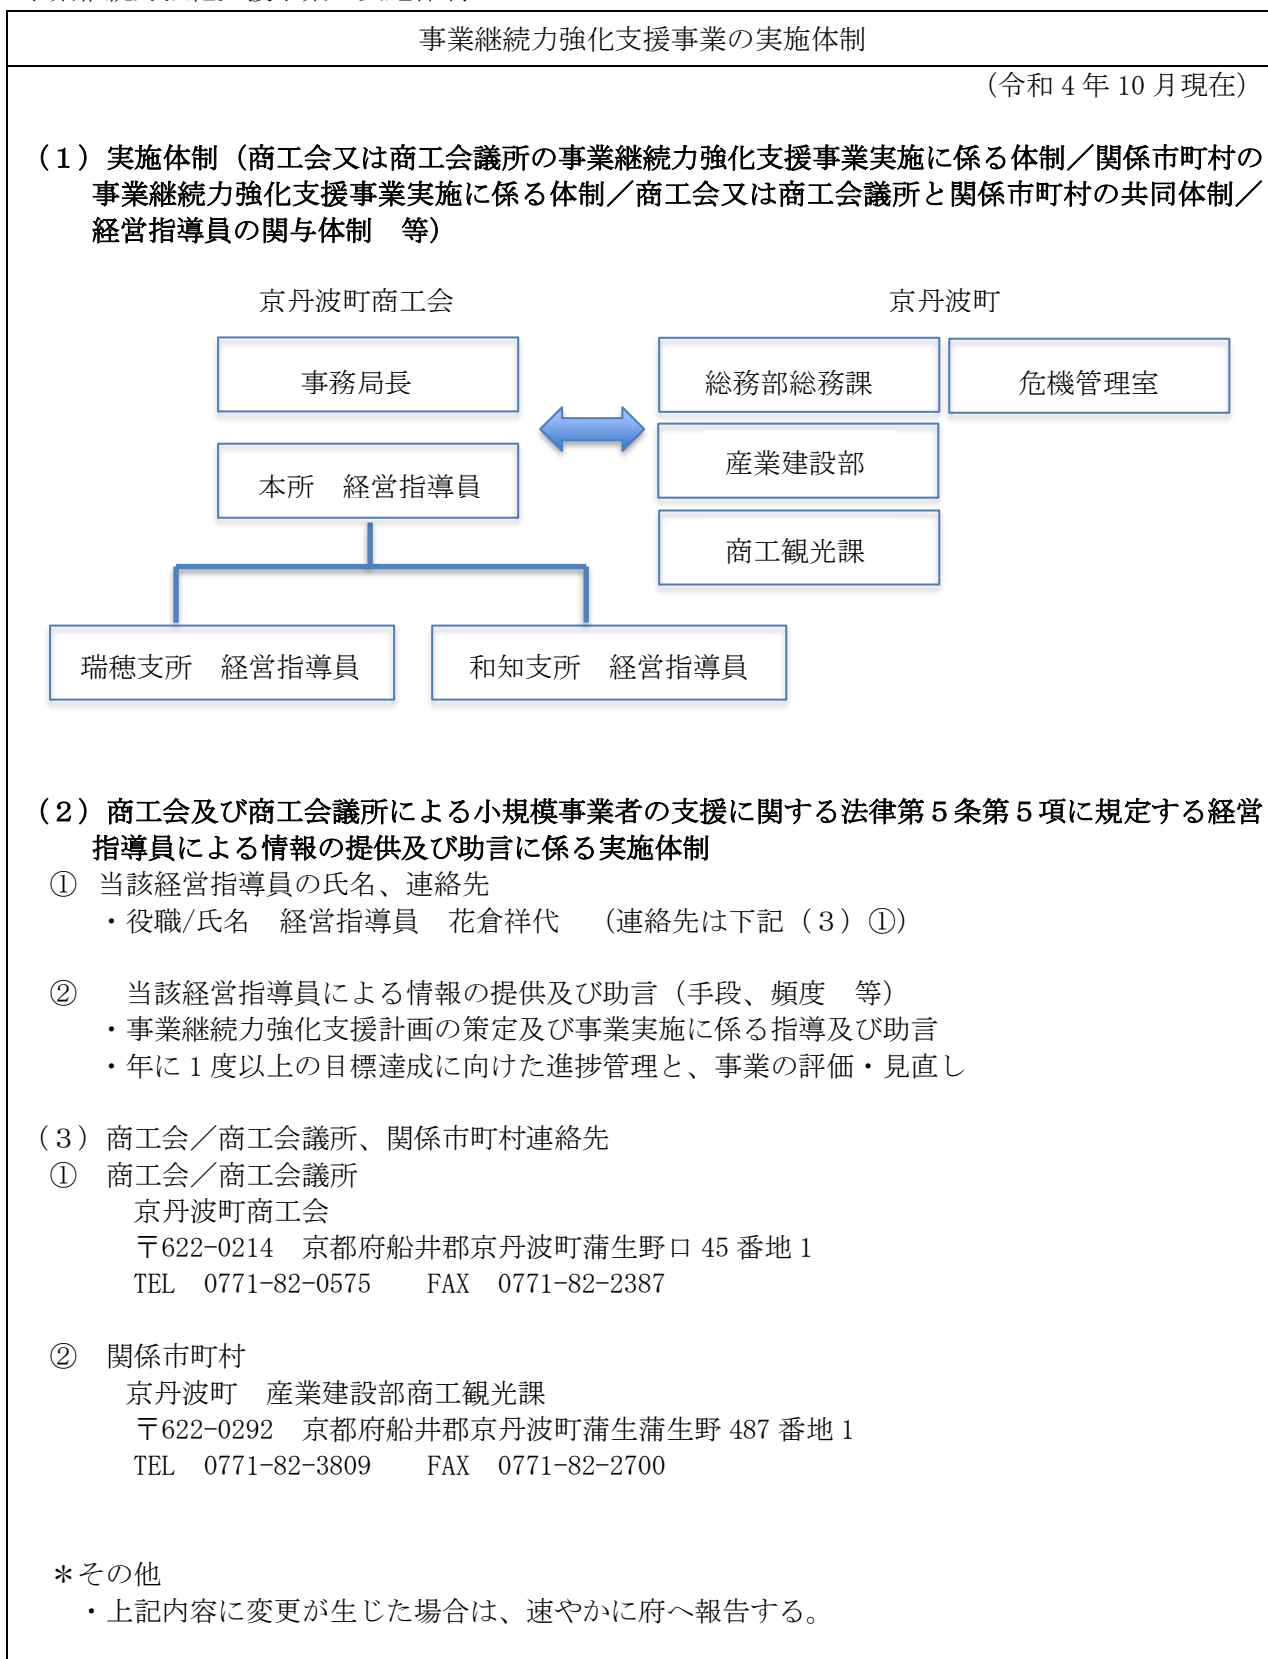 事業継続力強化支援事業の実施体制
(令和 4 年 10 月現在)
(１)実施体制(商工会又は商工会議所の事業継続力強化支援事業実施に係る体制／関係市町村の
事業継続力強化支援事業実施に係る体制／商工会又は商工会議所と関係市町村の共同体制／
経営指導員の関与体制　等)
京丹波町商工会　京丹波町
事務局長
総務部総務課　危機管理室
産業建設部
本所　経営指導員
商工観光課
瑞穂支所　経営指導員　和知支所　経営指導員
(２)商工会及び商工会議所による小規模事業者の支援に関する法律第５条第５項に規定する経営
指導員による情報の提供及び助言に係る実施体制
① 当該経営指導員の氏名、連絡先
・役職/氏名　経営指導員　花倉祥代　(連絡先は下記(３)①)
②　当該経営指導員による情報の提供及び助言(手段、頻度　等)
・事業継続力強化支援計画の策定及び事業実施に係る指導及び助言
・年に 1 度以上の目標達成に向けた進捗管理と、事業の評価・見直し
(３)商工会／商工会議所、関係市町村連絡先
①　商工会／商工会議所
京丹波町商工会
〒622-0214　京都府船井郡京丹波町蒲生野口 45 番地 1
TEL　0771-82-0575　　FAX　0771-82-2387
②　関係市町村
京丹波町　産業建設部商工観光課
〒622-0292　京都府船井郡京丹波町蒲生蒲生野 487 番地 1
TEL　0771-82-3809　　FAX　0771-82-2700
＊その他
・上記内容に変更が生じた場合は、速やかに府へ報告する。